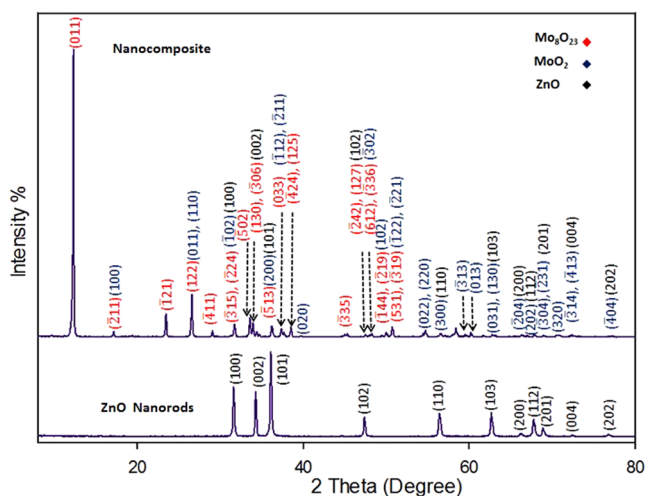 Nanocomposite
Mo₈O₂₃
MoO₂
ZnO
(011)
(2̄11)(100)
(1̄21)
(122)(011), (110)
(4̄11)
(3̄15), (2̄24), (1̄02)(100)
(502)
(130), (3̄06)(002)
(5̄13)(200)(101)
(033) (1̄12), (2̄11)
(4̄24), (125)
(020)
(3̄35)
(2̄42), (127) (102)
(612), (3̄36) (3̄02)
(1̄44), (2̄19)(102)
(531), (3̄19) (1̄22), (2̄21)
(022), (220)
(300)(110)
(3̄13)
(013)
(031), (130)(103)
(2̄04)(200)
(202)(112)
(304), (2̄31) (201)
(320)
(3̄14), (4̄13)(004)
(4̄04)(202)
Intensity %
ZnO Nanorods
(100)
(002)
(101)
(102)
(110)
(103)
(200)
(112)
(201)
(004)
(202)
20 40 60 80
2 Theta (Degree)